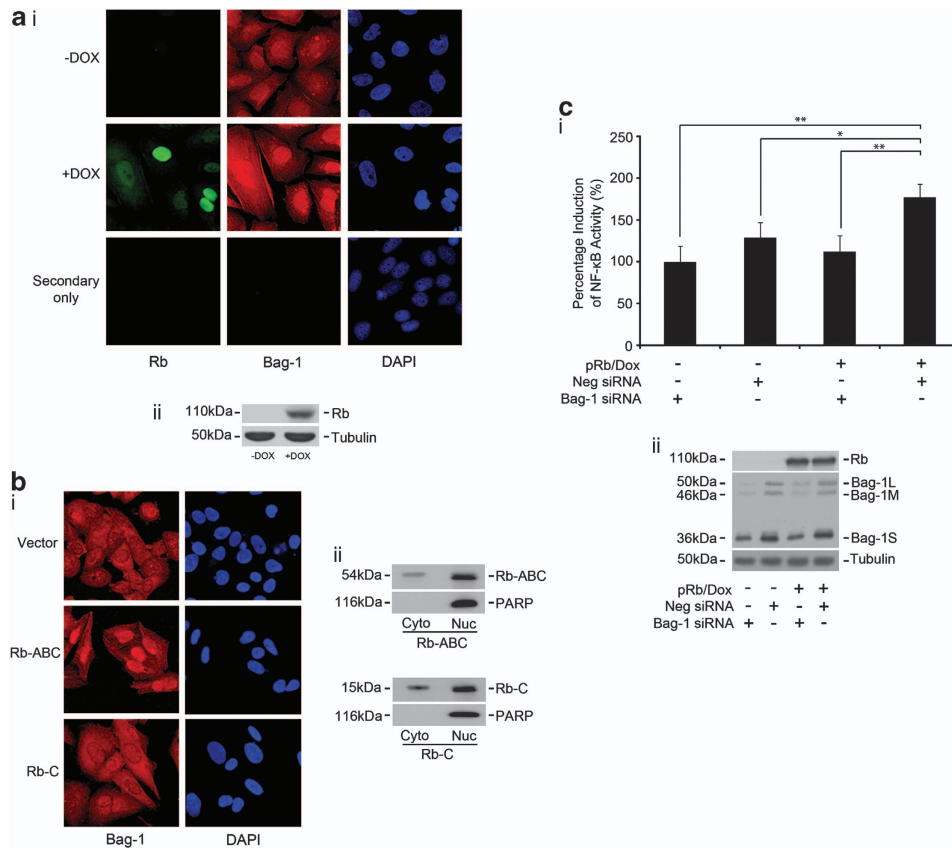 a i
-DOX
+DOX
Secondary
only
Rb Bag-1 DAPI
ii
110kDa Rb
50kDa Tubulin
-DOX +DOX
b
i
Vector
Rb-ABC
Rb-C
Bag-1 DAPI
ii
54kDa Rb-ABC
116kDa PARP
Cyto Nuc
Rb-ABC
15kDa Rb-C
116kDa PARP
Cyto Nuc
Rb-C
c
i
Percentage Induction
of NF-κB Activity (%)
250
200
150
100
50
0
**
*
**
pRb/Dox - - + +
Neg siRNA - + - +
Bag-1 siRNA + - + -
ii
110kDa Rb
50kDa Bag-1L
46kDa Bag-1M
36kDa Bag-1S
50kDa Tubulin
pRb/Dox - - + +
Neg siRNA - + - +
Bag-1 siRNA + - + -